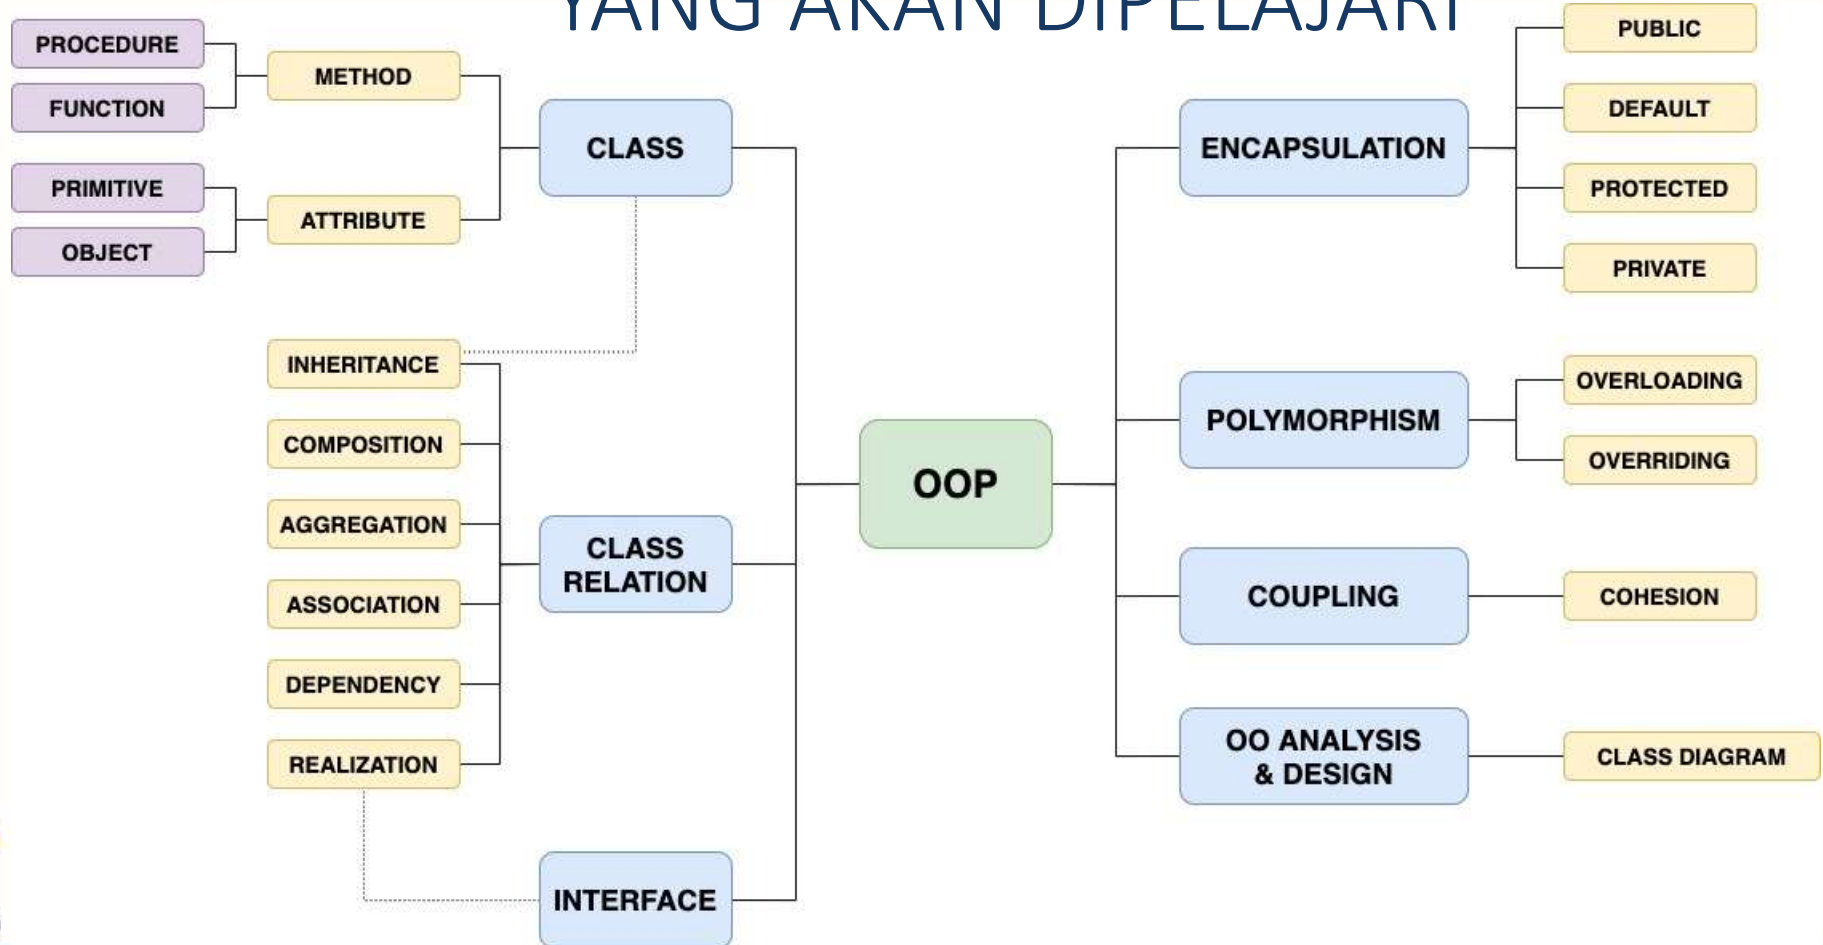 YANG AKAN DIPELAJARI
PROCEDURE
FUNCTION
METHOD
PRIMITIVE
OBJECT
ATTRIBUTE
CLASS
INHERITANCE
COMPOSITION
AGGREGATION
ASSOCIATION
DEPENDENCY
REALIZATION
CLASS
RELATION
INTERFACE
OOP
ENCAPSULATION
PUBLIC
DEFAULT
PROTECTED
PRIVATE
POLYMORPHISM
OVERLOADING
OVERRIDING
COUPLING
COHESION
OO ANALYSIS
& DESIGN
CLASS DIAGRAM